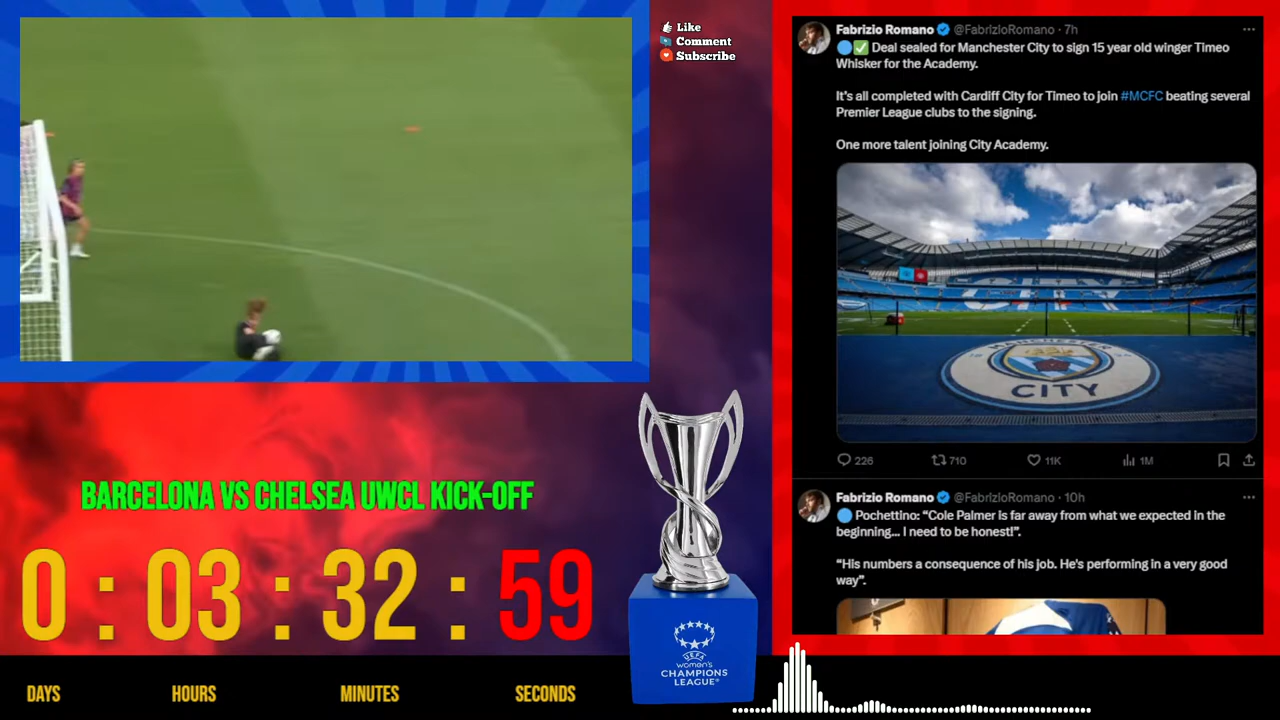 Like
Comment
Subscribe
BARCELONA VS CHELSEA UWCL KICK-OFF
0 : 03 : 32 : 59
DAYS HOURS MINUTES SECONDS
UEFA
women's
CHAMPIONS
LEAGUE
Fabrizio Romano @FabrizioRomano · 7h
Deal sealed for Manchester City to sign 15 year old winger Timeo
Whisker for the Academy.
It's all completed with Cardiff City for Timeo to join #MCFC beating several
Premier League clubs to the signing.
One more talent joining City Academy.
CITY
MANCHESTER
CITY
226 710 11K 1M
Fabrizio Romano @FabrizioRomano · 10h
Pochettino: “Cole Palmer is far away from what we expected in the
beginning... I need to be honest!”.
“His numbers a consequence of his job. He's performing in a very good
way”.